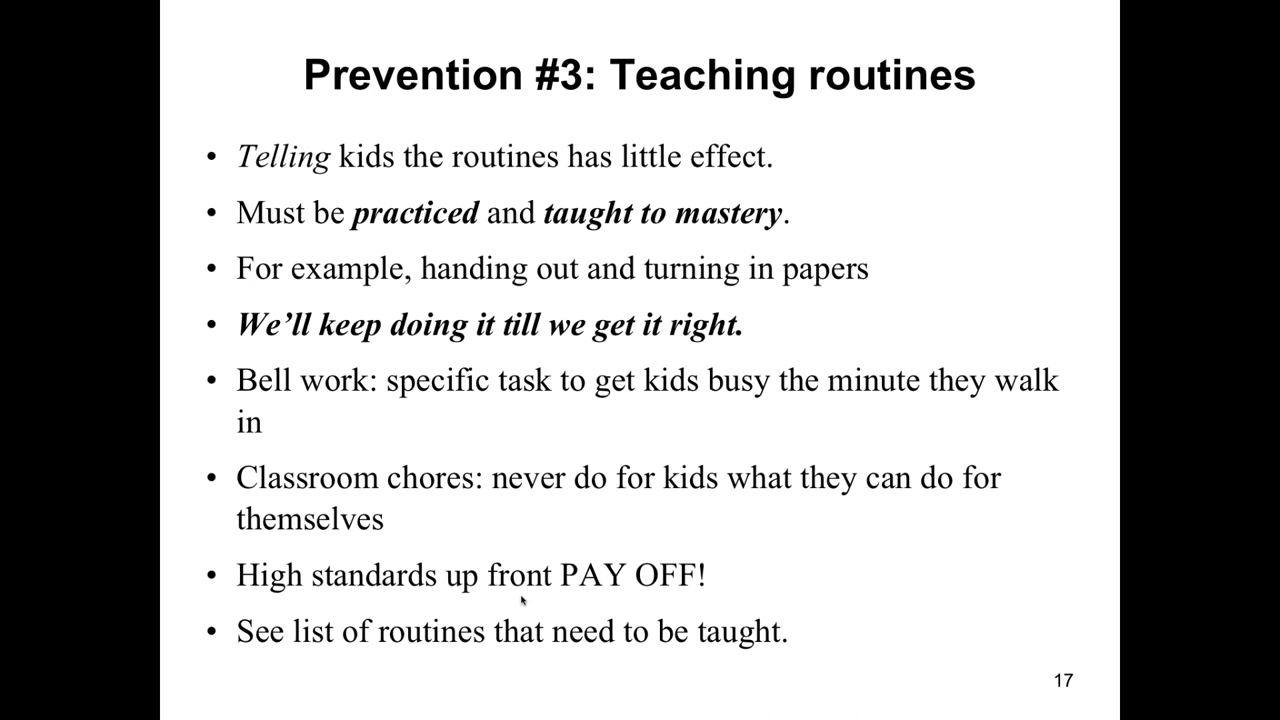 Prevention #3: Teaching routines
• Telling kids the routines has little effect.
• Must be practiced and taught to mastery.
• For example, handing out and turning in papers
• We’ll keep doing it till we get it right.
• Bell work: specific task to get kids busy the minute they walk
in
• Classroom chores: never do for kids what they can do for
themselves
• High standards up front PAY OFF!
• See list of routines that need to be taught.
17